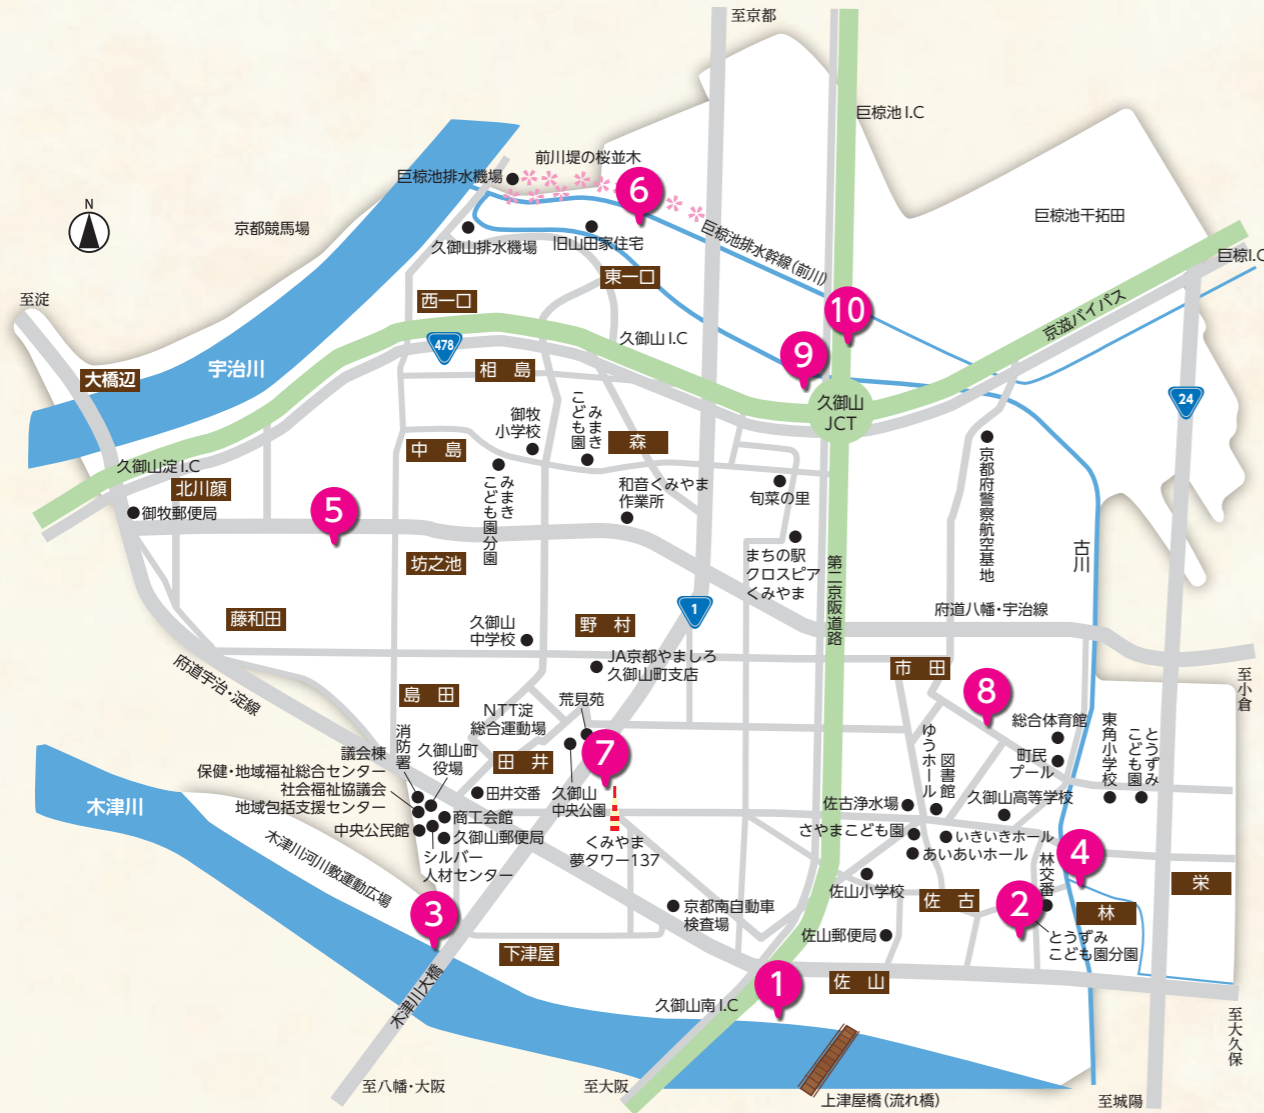 至京都
巨椋池I.C
前川堤の桜並木
巨椋池排水機場
6
N
京都競馬場
久御山排水機場
旧山田家住宅
巨椋池排水幹線(前川)
巨椋池干拓田
巨椋I.C
東一口
西一口
至淀
10
京滋バイパス
478
久御山I.C
9
宇治川
大橋辺
相島
久御山
JCT
24
御牧
小学校
みまき
こども園
森
中島
久御山淀I.C
北川顔
みまき
こども園分園
和音くみやま
作業所
旬菜の里
京都府警察航空基地
御牧郵便局
5
まちの駅
クロスピア
くみやま
古川
坊之池
第二京阪道路
1
府道八幡・宇治線
藤和田
久御山
中学校
野村
JA京都やましろ
久御山町支店
市田
至小倉
府道宇治・淀線
島田
NTT淀
総合運動場
荒見苑
8
総合体育館
町民
プール
東角小学校
とうずみ
こども園
消防署
久御山町
役場
田井
7
ゆうホール
図書館
議会棟
保健・地域福祉総合センター
社会福祉協議会
地域包括支援センター
中央公民館
田井交番
久御山
中央公園
商工会館
久御山郵便局
シルバー
人材センター
くみやま
夢タワー137
佐古浄水場
久御山高等学校
さやまこども園
いきいきホール
あいあいホール
木津川
木津川河川敷運動広場
林交番
4
佐山小学校
栄
3
京都南自動車
検査場
佐古
2
林
佐山郵便局
とうずみ
こども園分園
下津屋
木津川大橋
1
佐山
久御山南I.C
至大久保
至八幡・大阪
至大阪
上津屋橋(流れ橋)
至城陽